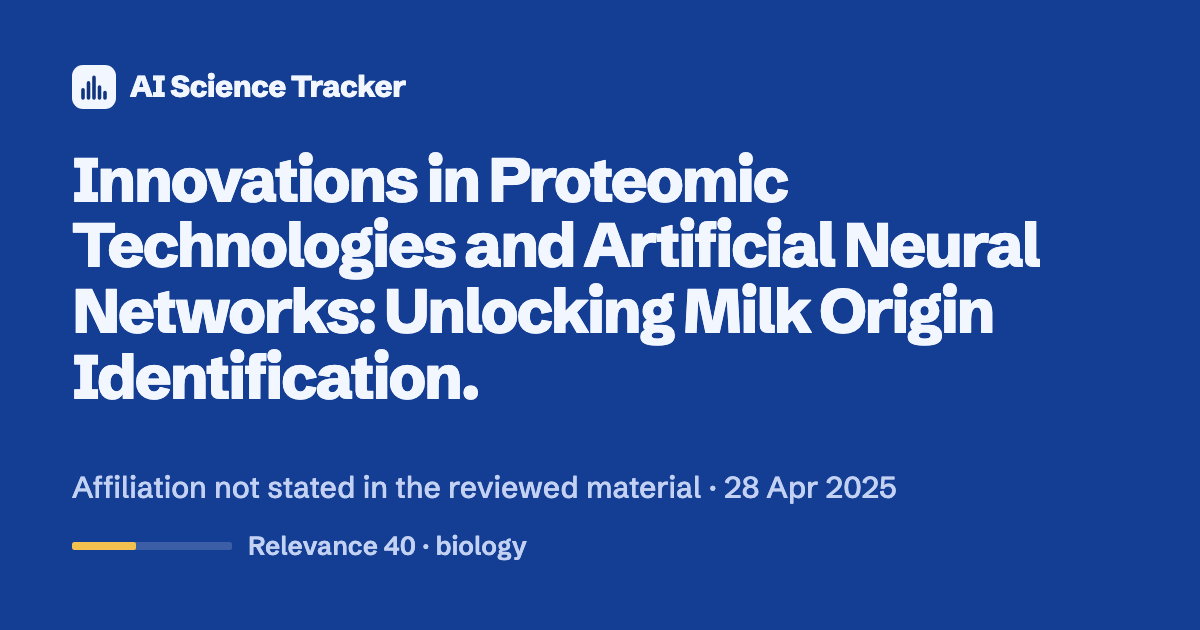 AI Science Tracker
Innovations in Proteomic
Technologies and Artificial Neural
Networks: Unlocking Milk Origin
Identification.
Affiliation not stated in the reviewed material · 28 Apr 2025
Relevance 40 · biology